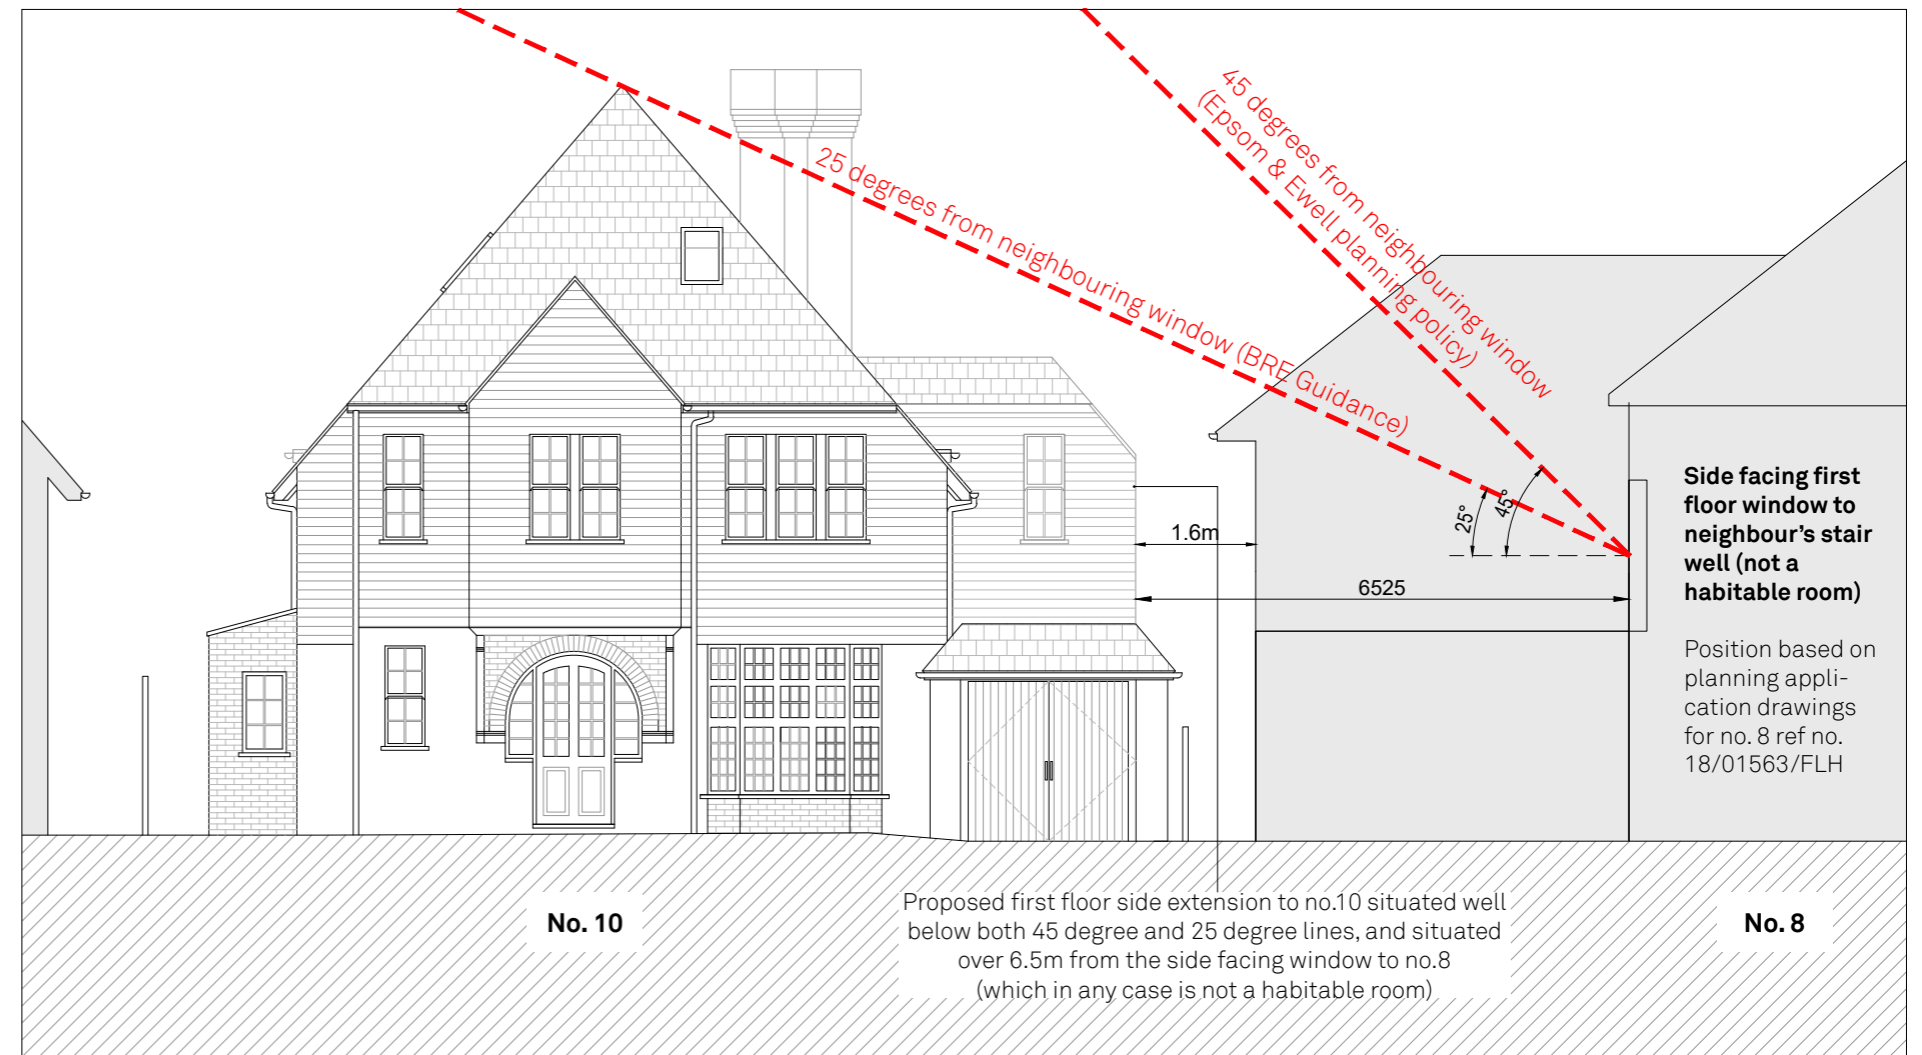 45 degrees from neighbouring window
(Epsom & Ewell planning policy)
25 degrees from neighbouring window (BRE Guidance)
25°
45°
1.6m
6525
Side facing first
floor window to
neighbour's stair
well (not a
habitable room)
Position based on
planning appli-
cation drawings
for no. 8 ref no.
18/01563/FLH
No. 10
Proposed first floor side extension to no.10 situated well
below both 45 degree and 25 degree lines, and situated
over 6.5m from the side facing window to no.8
(which in any case is not a habitable room)
No. 8